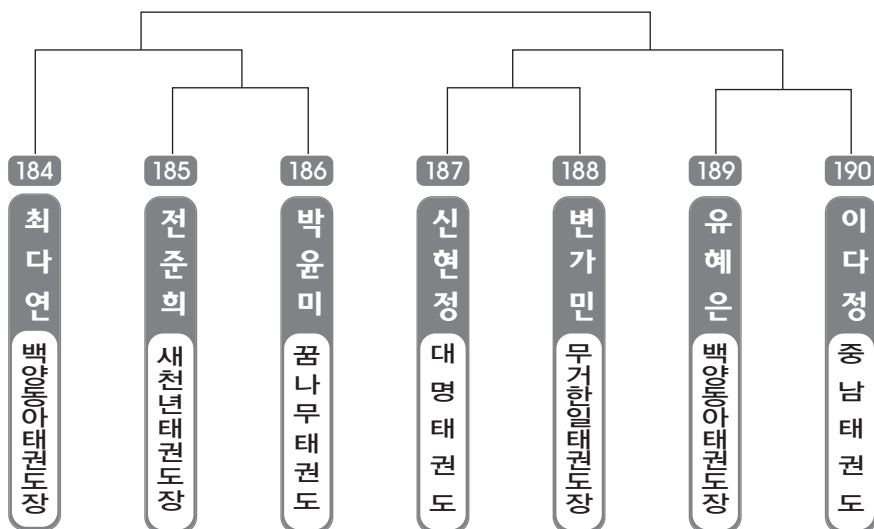 184
최다연
백양동아태권도장
185
전준희
새천년태권도장
186
박윤미
꿈나무태권도
187
신현정
대명태권도
188
변가민
무거한일태권도장
189
유혜은
백양동아태권도장
190
이다정
중남태권도